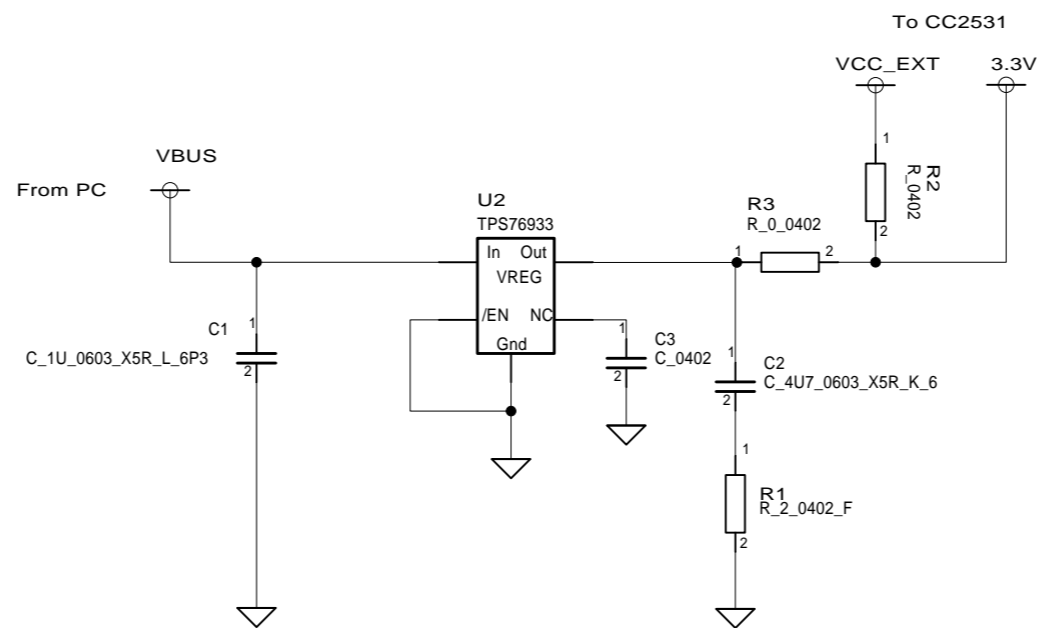 To CC2531
VCC_EXT
3.3V
VBUS
From PC
1
R2
R_0402
2
U2
TPS76933
In
Out
VREG
/EN
NC
Gnd
R3
R_0_0402
1
2
C1
C_1U_0603_X5R_L_6P3
1
2
1
C3
C_0402
2
1
C2
C_4U7_0603_X5R_K_6
2
1
R1
R_2_0402_F
2